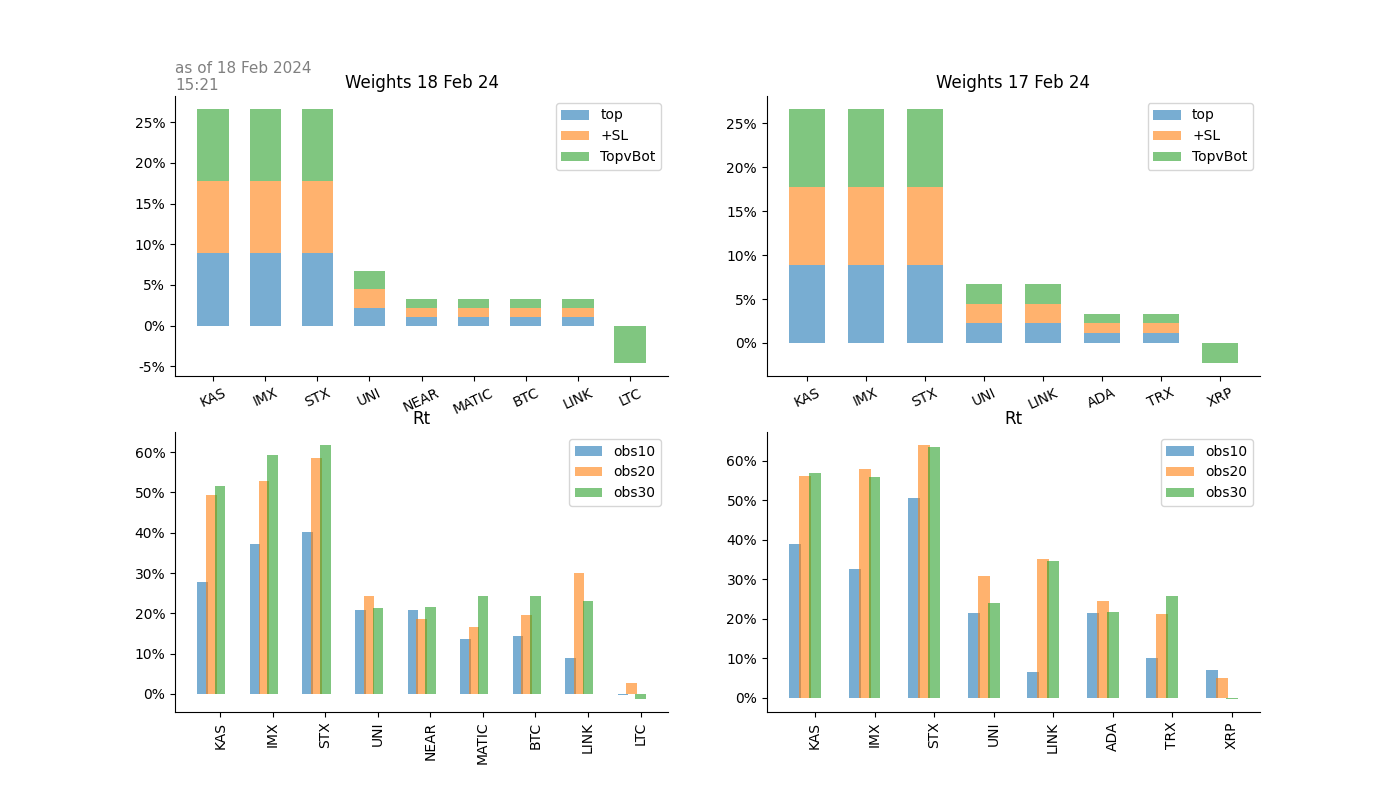 as of 18 Feb 2024
15:21
Weights 18 Feb 24
25%
20%
15%
10%
5%
0%
-5%
top
+SL
TopvBot
KAS IMX STX UNI NEAR MATIC BTC LINK LTC
Weights 17 Feb 24
25%
20%
15%
10%
5%
0%
top
+SL
TopvBot
KAS IMX STX UNI LINK ADA TRX XRP
Rt
60%
50%
40%
30%
20%
10%
0%
obs10
obs20
obs30
KAS IMX STX UNI NEAR MATIC BTC LINK LTC
Rt
60%
50%
40%
30%
20%
10%
0%
obs10
obs20
obs30
KAS IMX STX UNI LINK ADA TRX XRP